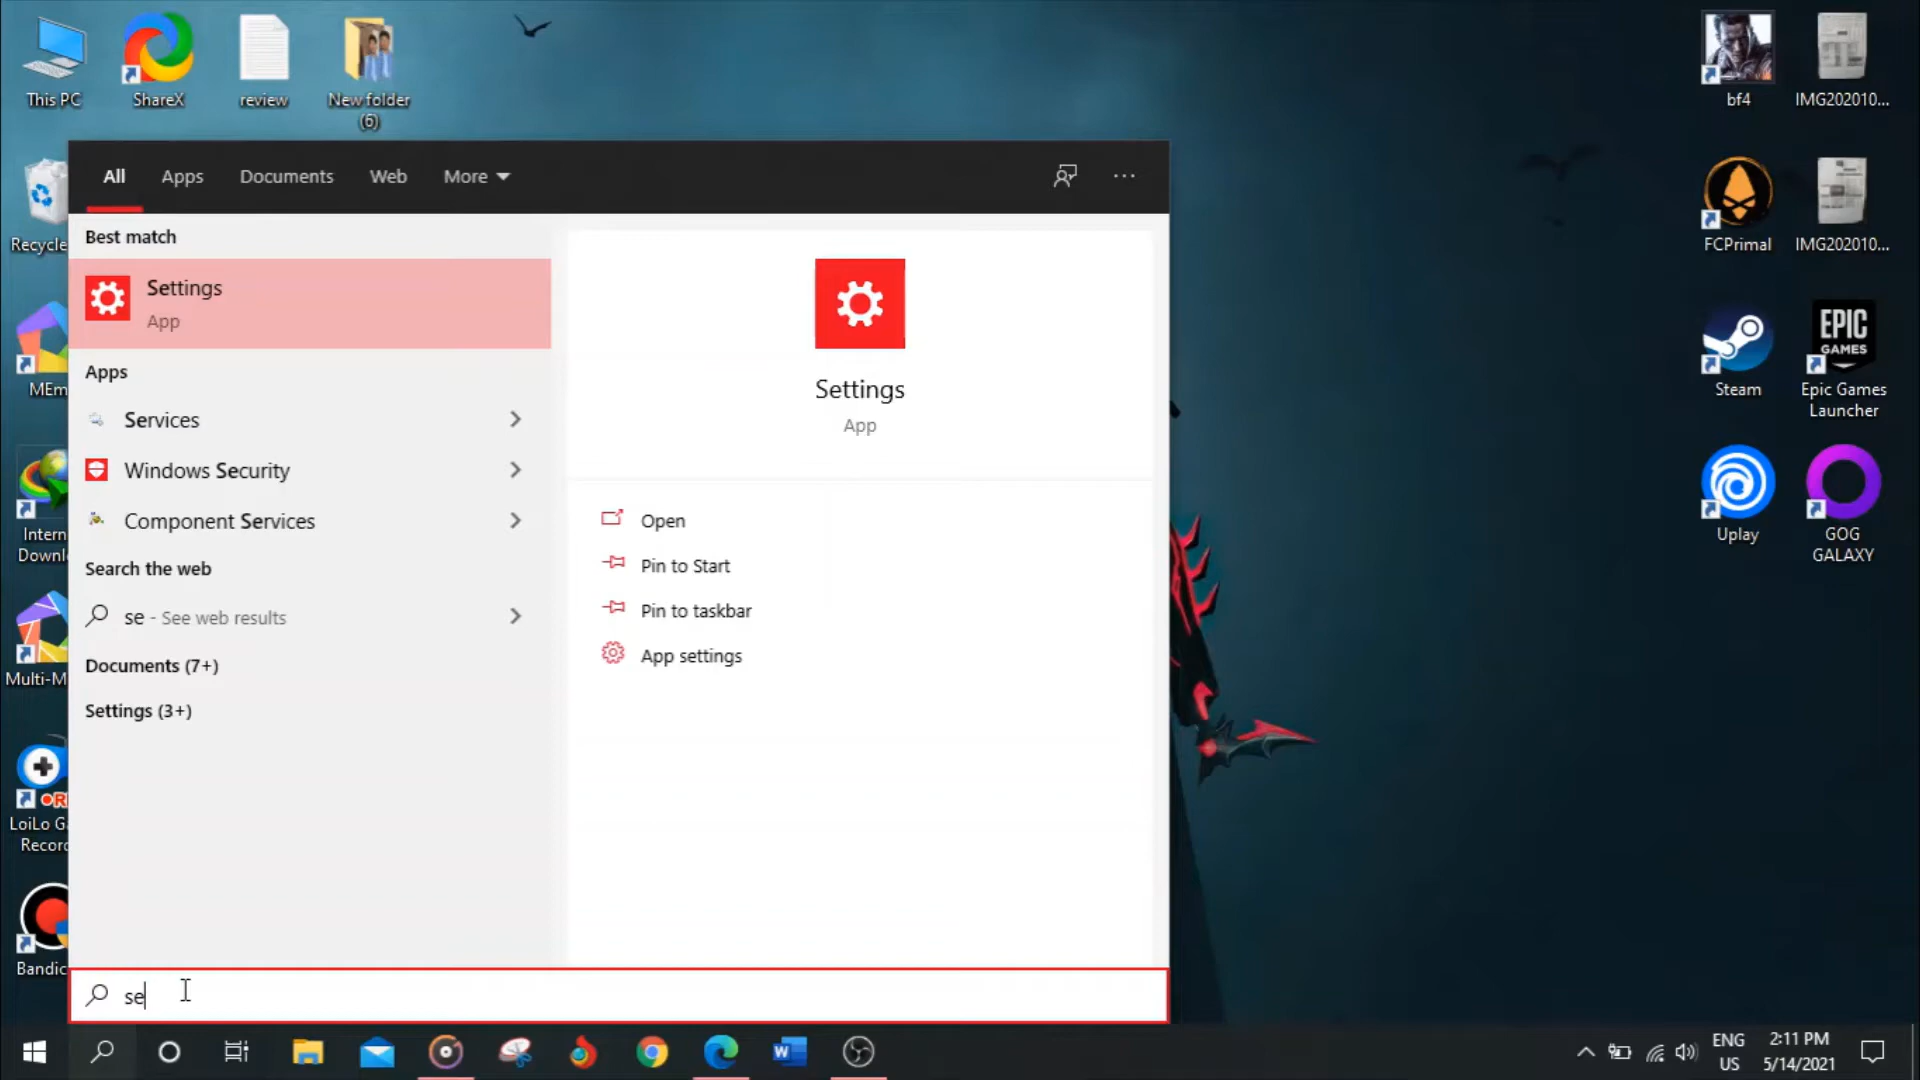 This PC
ShareX
review
New folder
(6)
bf4
IMG202010...
All
Apps
Documents
Web
More
Recycle
Best match
Settings
App
Settings
App
FCPrimal
IMG202010...
Apps
Services
Windows Security
Component Services
Search the web
se - See web results
Documents (7+)
Settings (3+)
Open
Pin to Start
Pin to taskbar
App settings
MEm
Intern
Downl
Multi-M
LoiLo G
Record
Bandic
EPIC
GAMES
Steam
Epic Games
Launcher
Uplay
GOG
GALAXY
se
W
ENG
US
2:11 PM
5/14/2021